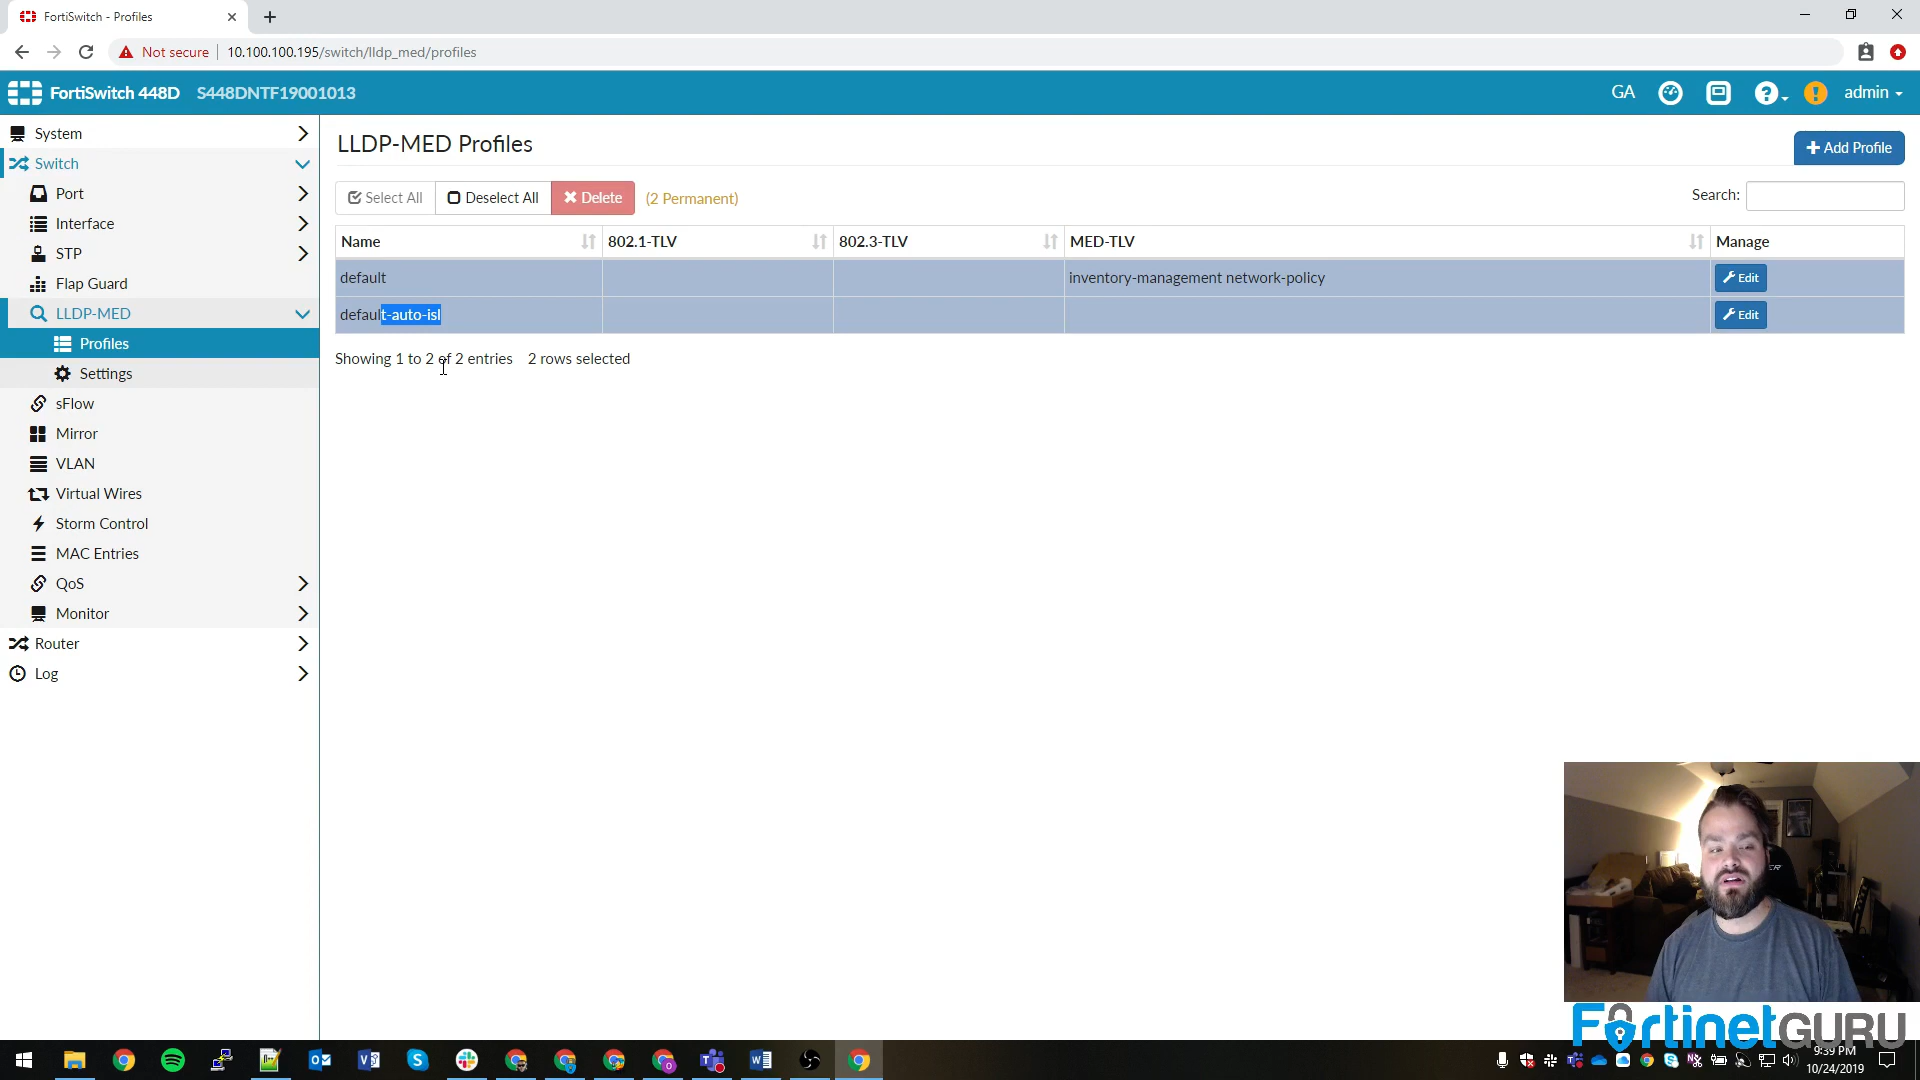 FortiSwitch - Profiles
Not secure
10.100.100.195/switch/lldp_med/profiles
FortiSwitch 448D S448DNTF19001013
GA
admin
System
Switch
Port
Interface
STP
Flap Guard
LLDP-MED
Profiles
Settings
sFlow
Mirror
VLAN
Virtual Wires
Storm Control
MAC Entries
QoS
Monitor
Router
Log
LLDP-MED Profiles
Add Profile
Select All
Deselect All
Delete
(2 Permanent)
Search:
Name 802.1-TLV 802.3-TLV MED-TLV Manage
default inventory-management network-policy Edit
default-auto-isl Edit
Showing 1 to 2 of 2 entries 2 rows selected
FortinetGURU
9:39 PM
10/24/2019